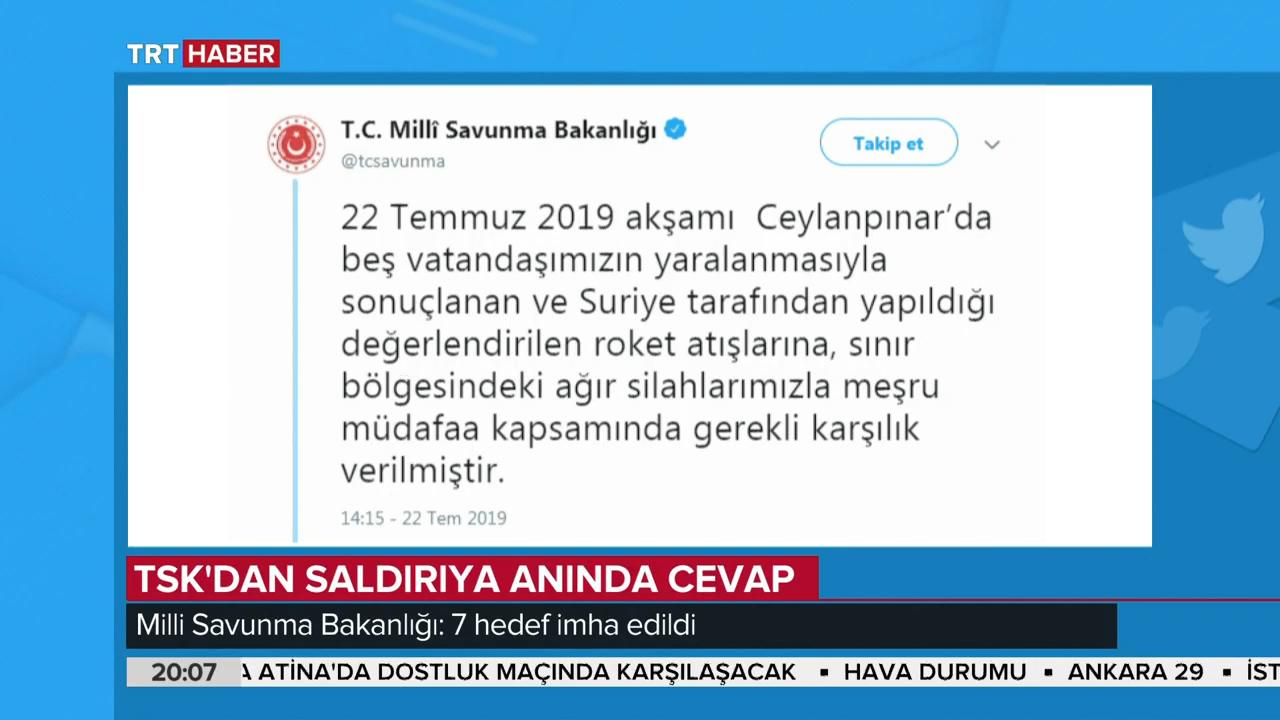 TRT HABER
T.C. Millî Savunma Bakanlığı
@tcsavunma
Takip et
22 Temmuz 2019 akşamı Ceylanpınar’da
beş vatandaşımızın yaralanmasıyla
sonuçlanan ve Suriye tarafından yapıldığı
değerlendirilen roket atışlarına, sınır
bölgesindeki ağır silahlarımızla meşru
müdafaa kapsamında gerekli karşılık
verilmiştir.
14:15 - 22 Tem 2019
TSK'DAN SALDIRIYA ANINDA CEVAP
Milli Savunma Bakanlığı: 7 hedef imha edildi
20:07 A ATİNA'DA DOSTLUK MAÇINDA KARŞILAŞACAK ▪ HAVA DURUMU ▪ ANKARA 29 ▪ İST